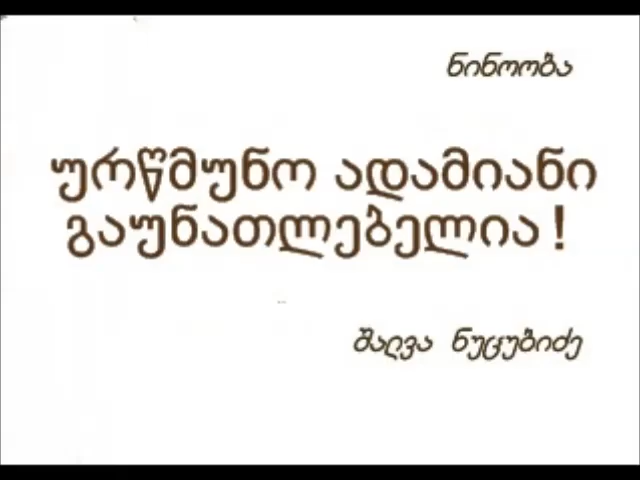 ნინოობა
ურწმუნო ადამიანი
გაუნათლებელია!
შალვა ნუცუბიძე